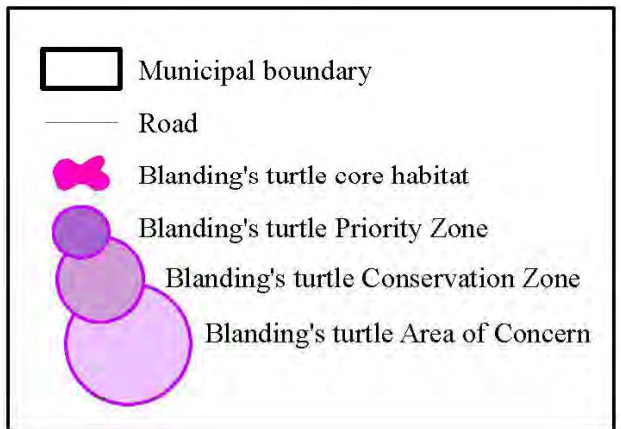 Municipal boundary
Road
Blanding's turtle core habitat
Blanding's turtle Priority Zone
Blanding's turtle Conservation Zone
Blanding's turtle Area of Concern